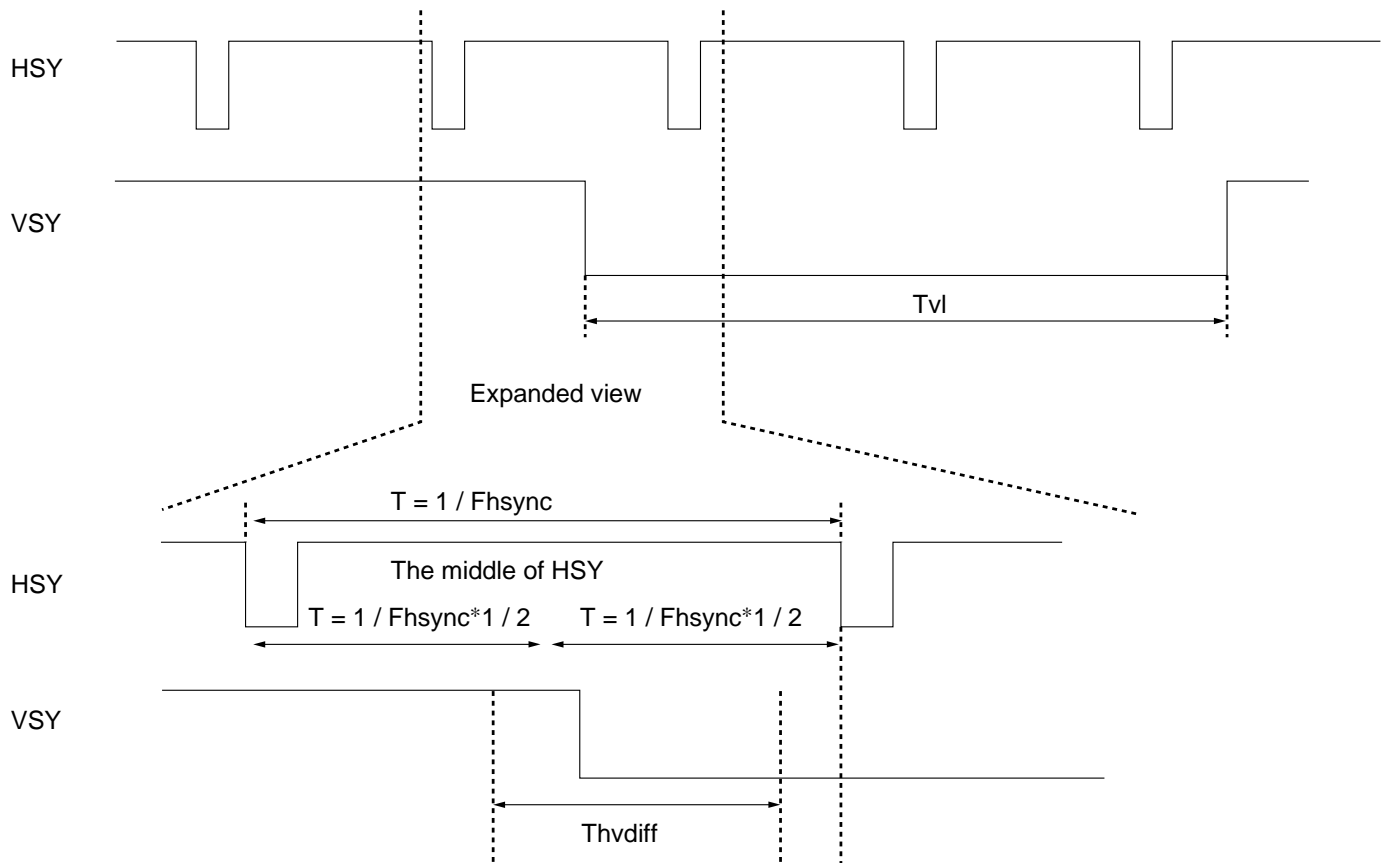 HSY
VSY
Tvl
Expanded view
T = 1 / Fhsync
HSY
The middle of HSY
T = 1 / Fhsync*1 / 2
T = 1 / Fhsync*1 / 2
VSY
Thvdiff